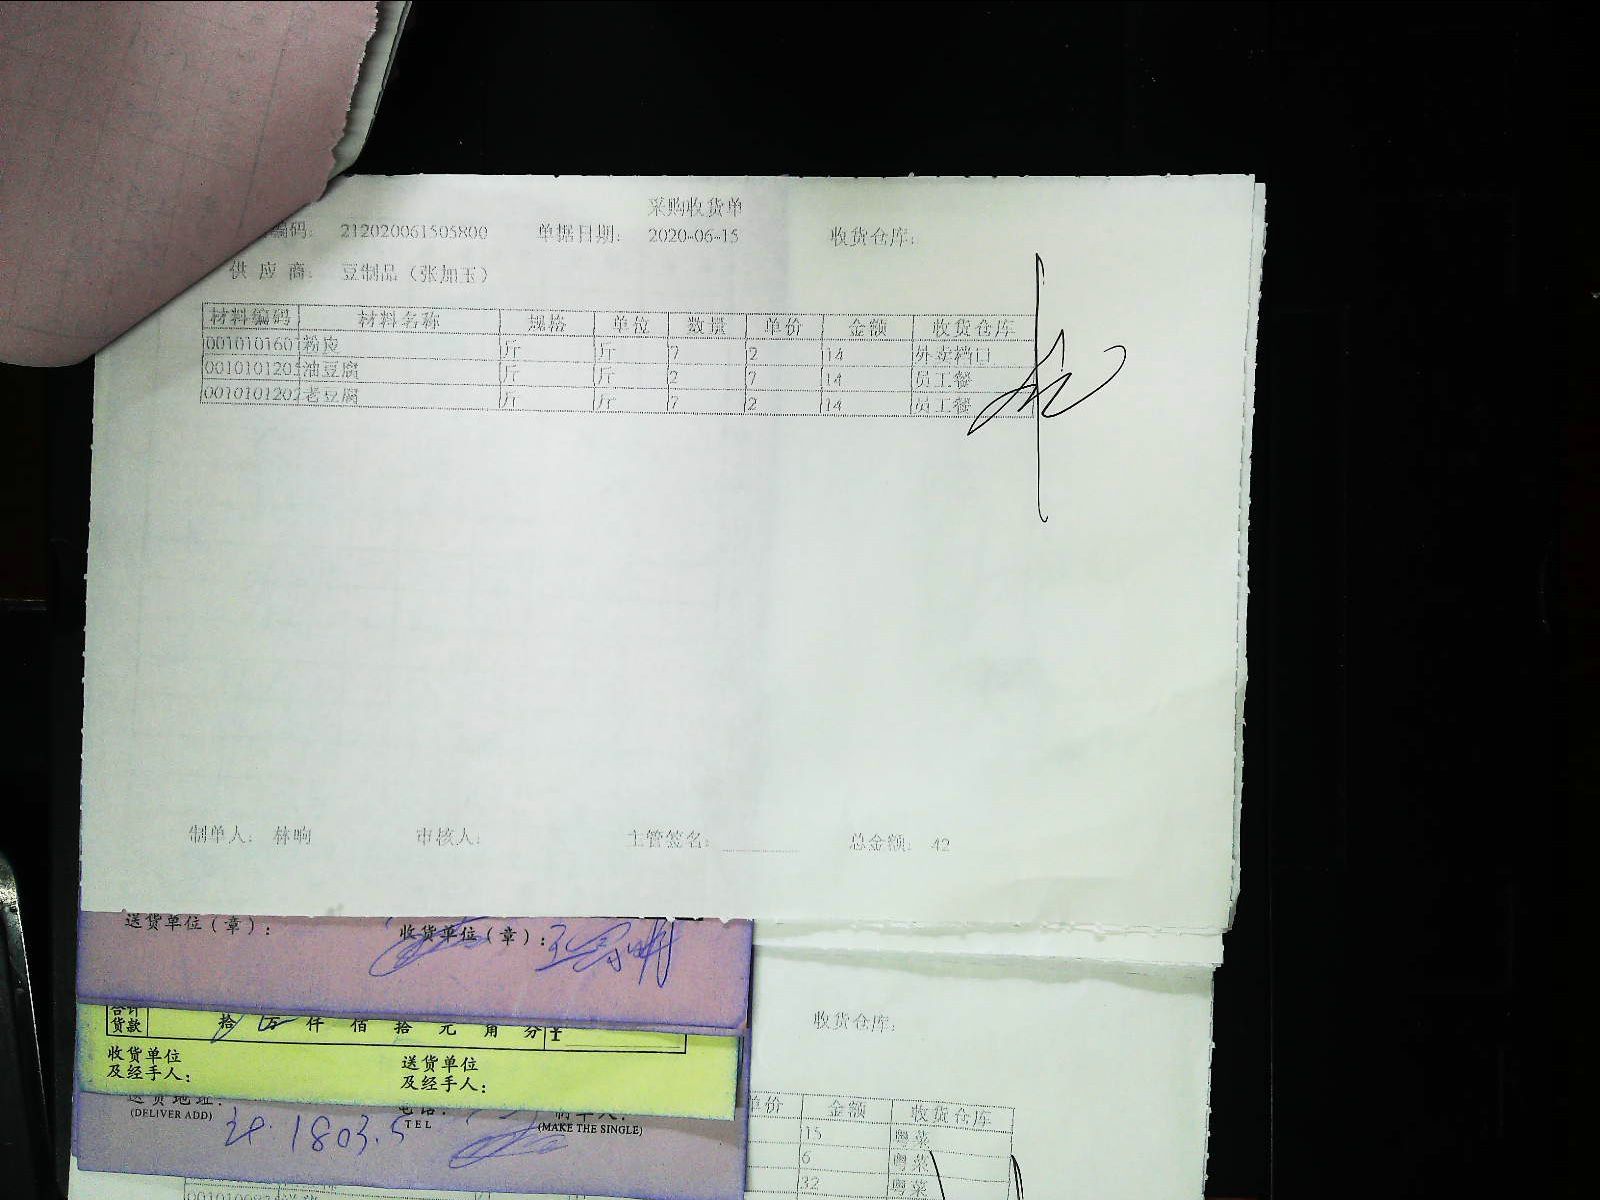 采购收货单
编码： 212020061505800 单据日期： 2020-06-15 收货仓库：
供 应 商： 豆制品（张加玉）
材料编码 材料名称 规格 单位 数量 单价 金额 收货仓库
001010160 粉皮 斤 斤 7 2 14 外卖档口
001010120 油豆腐 斤 斤 2 7 14 员工餐
001010120 老豆腐 斤 斤 7 2 14 员工餐
制单人： 林响 审核人： 主管签名： 总金额： 42
送货单位（章）： 收货单位（章）：
合计货款 拾 万 仟 佰 拾 元 角 分 ¥
收货单位 送货单位
及经手人： 及经手人：
送货地址： 电话： 制单人：
(DELIVER ADD) TEL (MAKE THE SINGLE)
1803.5
收货仓库：
单价 金额 收货仓库
15 粤菜
6 粤菜
32 粤菜